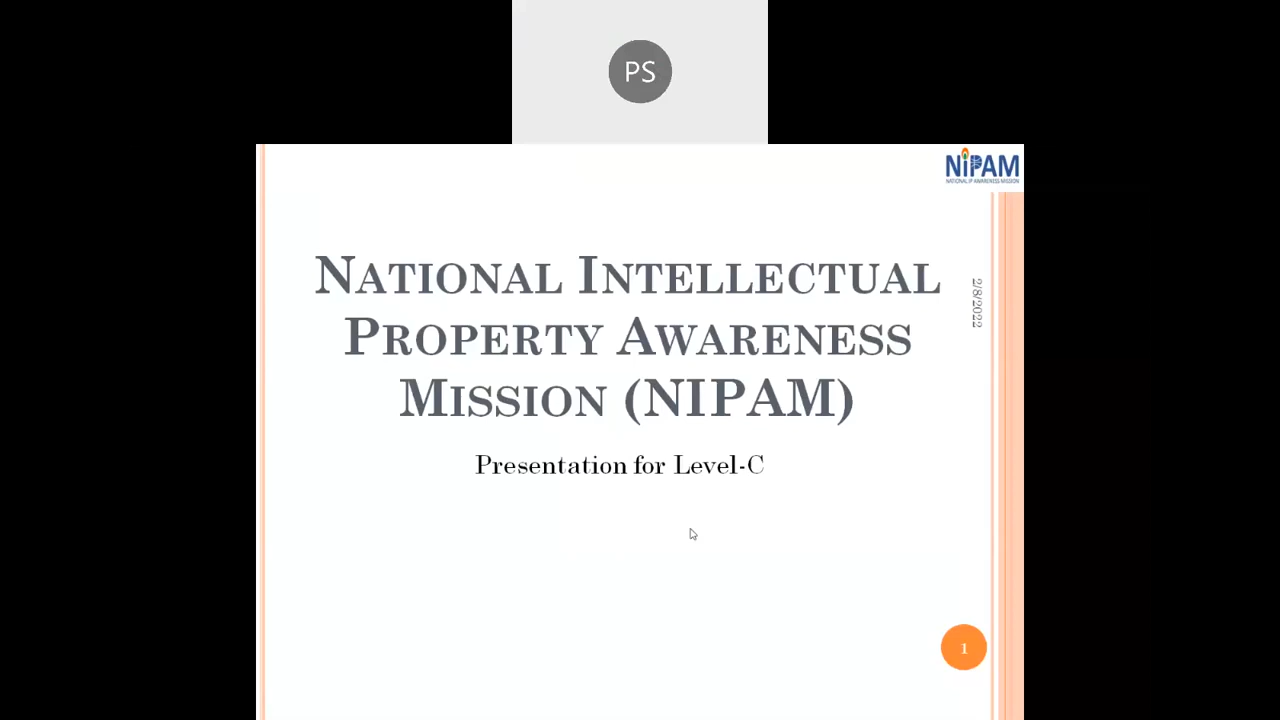 PS
NiPAM
NATIONAL IP AWARENESS MISSION
NATIONAL INTELLECTUAL
PROPERTY AWARENESS
MISSION (NIPAM)
2/8/2022
Presentation for Level-C
1